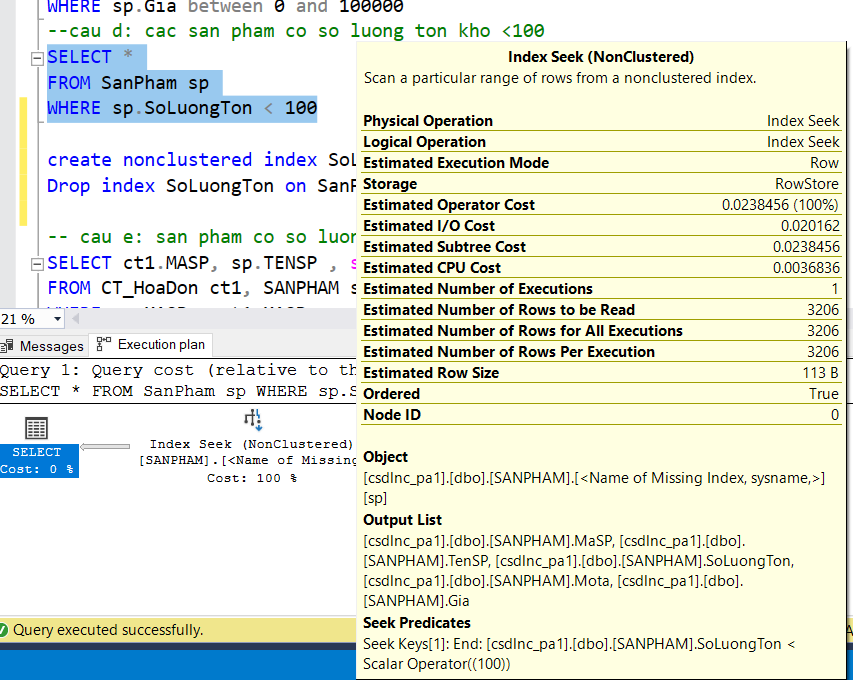 WHERE sp.Gia between 0 and 100000
--cau d: cac san pham co so luong ton kho <100
SELECT *
FROM SanPham sp
WHERE sp.SoLuongTon < 100
create nonclustered index SoL
Drop index SoLuongTon on SanP
-- cau e: san pham co so luon
SELECT ct1.MASP, sp.TENSP , s
FROM CT_HoaDon ct1, SANPHAM s
21 %
Messages
Execution plan
Query 1: Query cost (relative to th
SELECT * FROM SanPham sp WHERE sp.S
SELECT
Cost: 0 %
Index Seek (NonClustered)
[SANPHAM].[<Name of Missing
Cost: 100 %
Query executed successfully.
Index Seek (NonClustered)
Scan a particular range of rows from a nonclustered index.
Physical Operation Index Seek
Logical Operation Index Seek
Estimated Execution Mode Row
Storage RowStore
Estimated Operator Cost 0.0238456 (100%)
Estimated I/O Cost 0.020162
Estimated Subtree Cost 0.0238456
Estimated CPU Cost 0.0036836
Estimated Number of Executions 1
Estimated Number of Rows to be Read 3206
Estimated Number of Rows for All Executions 3206
Estimated Number of Rows Per Execution 3206
Estimated Row Size 113 B
Ordered True
Node ID 0
Object
[csdlnc_pa1].[dbo].[SANPHAM].[<Name of Missing Index, sysname,>]
[sp]
Output List
[csdlnc_pa1].[dbo].[SANPHAM].MaSP, [csdlnc_pa1].[dbo].
[SANPHAM].TenSP, [csdlnc_pa1].[dbo].[SANPHAM].SoLuongTon,
[csdlnc_pa1].[dbo].[SANPHAM].Mota, [csdlnc_pa1].[dbo].
[SANPHAM].Gia
Seek Predicates
Seek Keys[1]: End: [csdlnc_pa1].[dbo].[SANPHAM].SoLuongTon <
Scalar Operator((100))